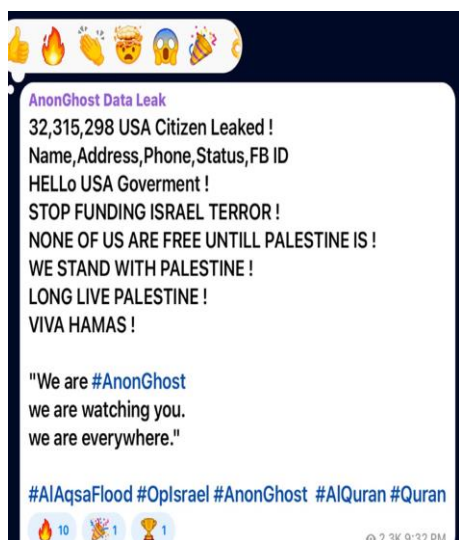 AnonGhost Data Leak
32,315,298 USA Citizen Leaked !
Name,Address,Phone,Status,FB ID
HELLo USA Goverment !
STOP FUNDING ISRAEL TERROR !
NONE OF US ARE FREE UNTILL PALESTINE IS !
WE STAND WITH PALESTINE !
LONG LIVE PALESTINE !
VIVA HAMAS !
"We are #AnonGhost
we are watching you.
we are everywhere."
#AlAqsaFlood #OpIsrael #AnonGhost #AlQuran #Quran
10 1 1
2.3K 9:32 PM